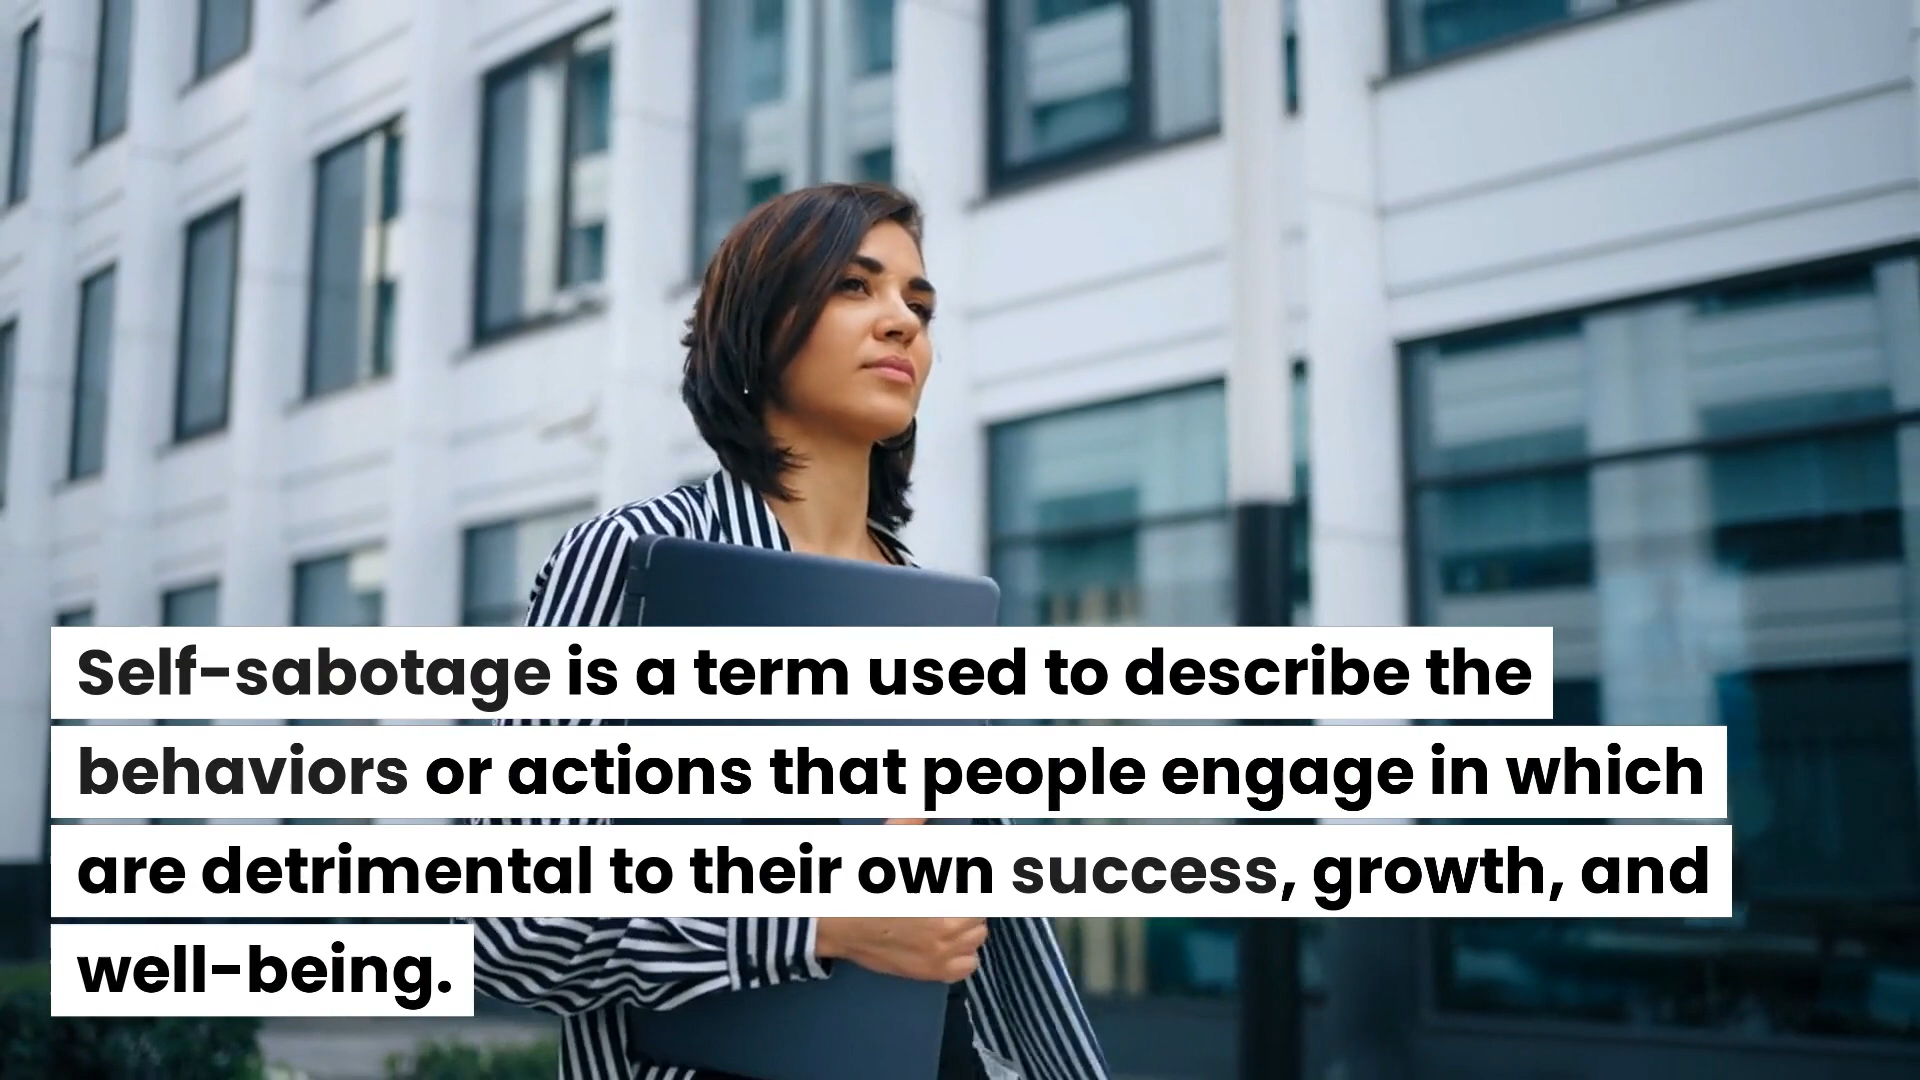 Self-sabotage is a term used to describe the
behaviors or actions that people engage in which
are detrimental to their own success, growth, and
well-being.